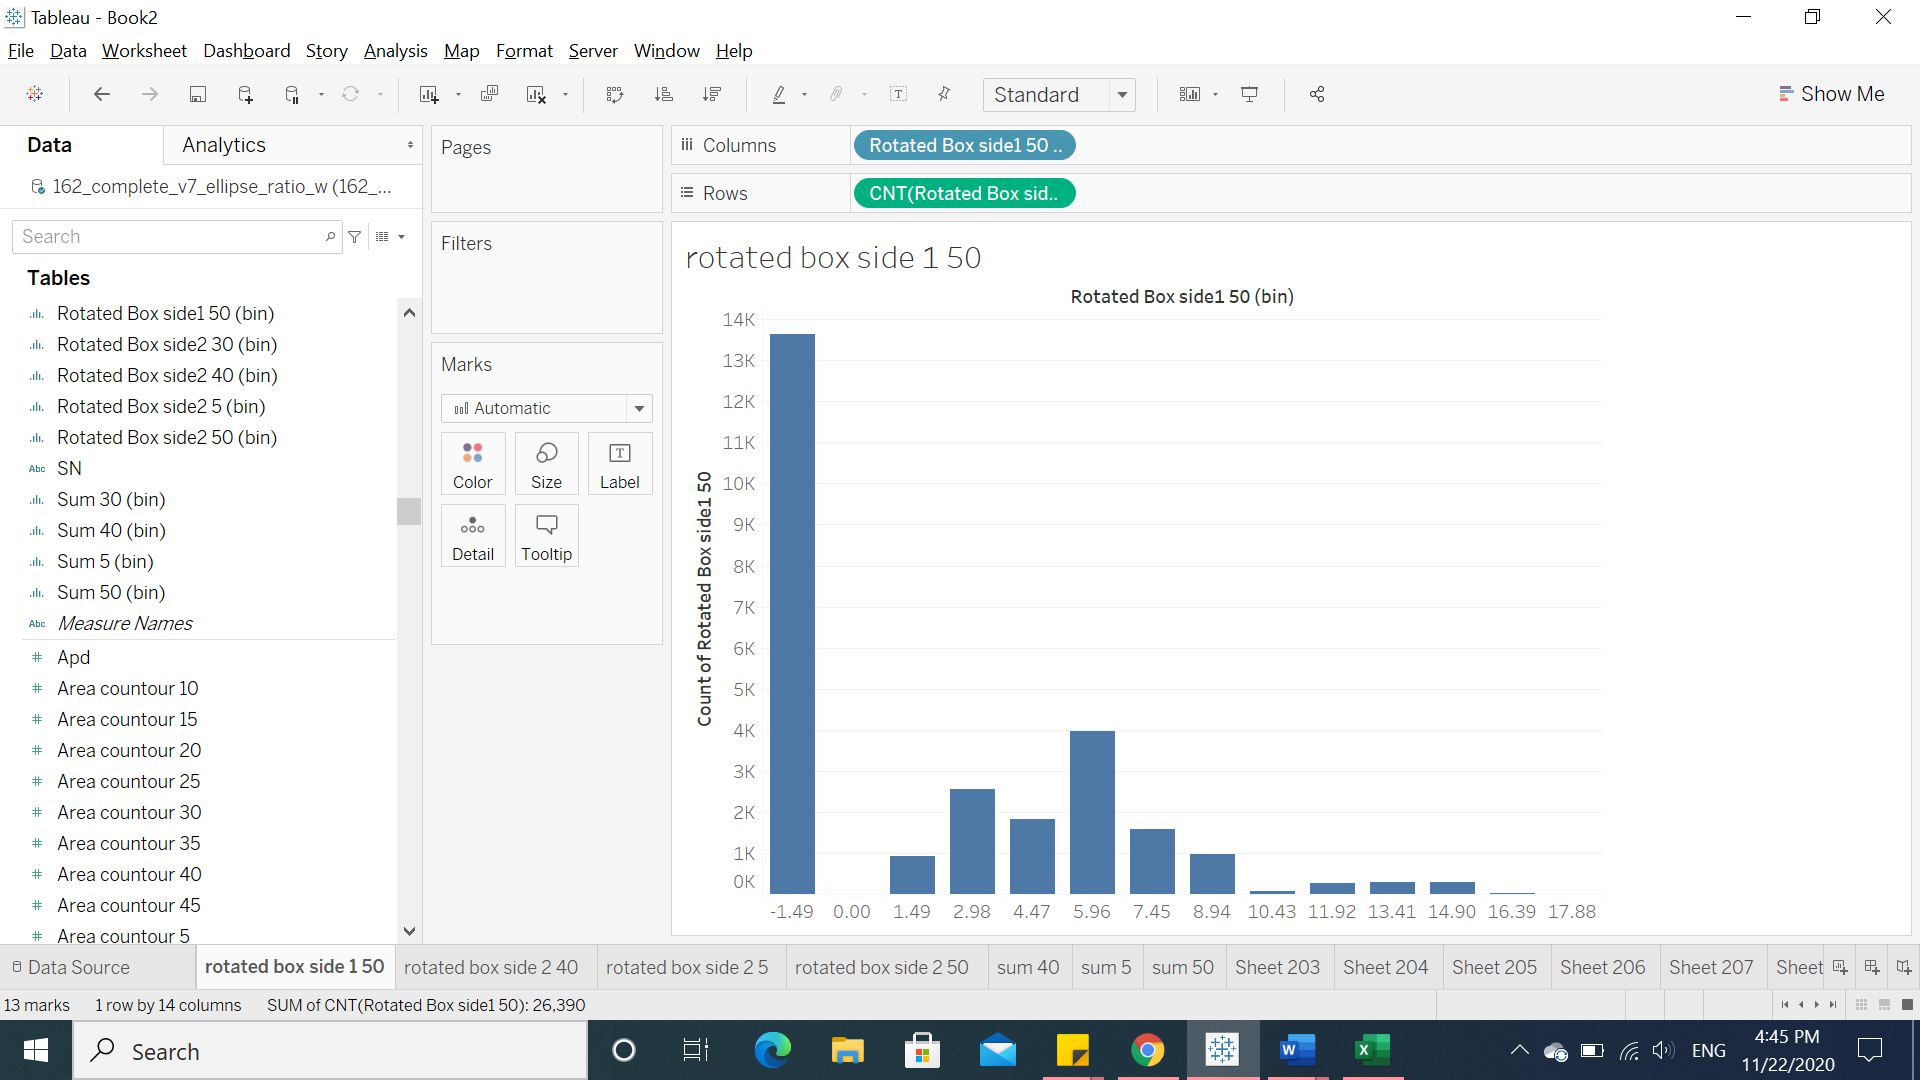 Tableau - Book2
File Data Worksheet Dashboard Story Analysis Map Format Server Window Help
Standard
Show Me
Data
Analytics
162_complete_v7_ellipse_ratio_w (162_...
Search
Tables
Rotated Box side1 50 (bin)
Rotated Box side2 30 (bin)
Rotated Box side2 40 (bin)
Rotated Box side2 5 (bin)
Rotated Box side2 50 (bin)
Abc SN
Sum 30 (bin)
Sum 40 (bin)
Sum 5 (bin)
Sum 50 (bin)
Abc Measure Names
# Apd
# Area countour 10
# Area countour 15
# Area countour 20
# Area countour 25
# Area countour 30
# Area countour 35
# Area countour 40
# Area countour 45
# Area countour 5
Pages
Filters
Marks
Automatic
Color
Size
T
Label
Detail
Tooltip
Columns
Rotated Box side1 50 ..
Rows
CNT(Rotated Box sid..
rotated box side 1 50
Rotated Box side1 50 (bin)
Count of Rotated Box side1 50
14K
13K
12K
11K
10K
9K
8K
7K
6K
5K
4K
3K
2K
1K
0K
-1.49 0.00 1.49 2.98 4.47 5.96 7.45 8.94 10.43 11.92 13.41 14.90 16.39 17.88
Data Source
rotated box side 1 50
rotated box side 2 40
rotated box side 2 5
rotated box side 2 50
sum 40
sum 5
sum 50
Sheet 203
Sheet 204
Sheet 205
Sheet 206
Sheet 207
Sheet
13 marks 1 row by 14 columns SUM of CNT(Rotated Box side1 50): 26,390
Search
W
X
ENG
4:45 PM
11/22/2020